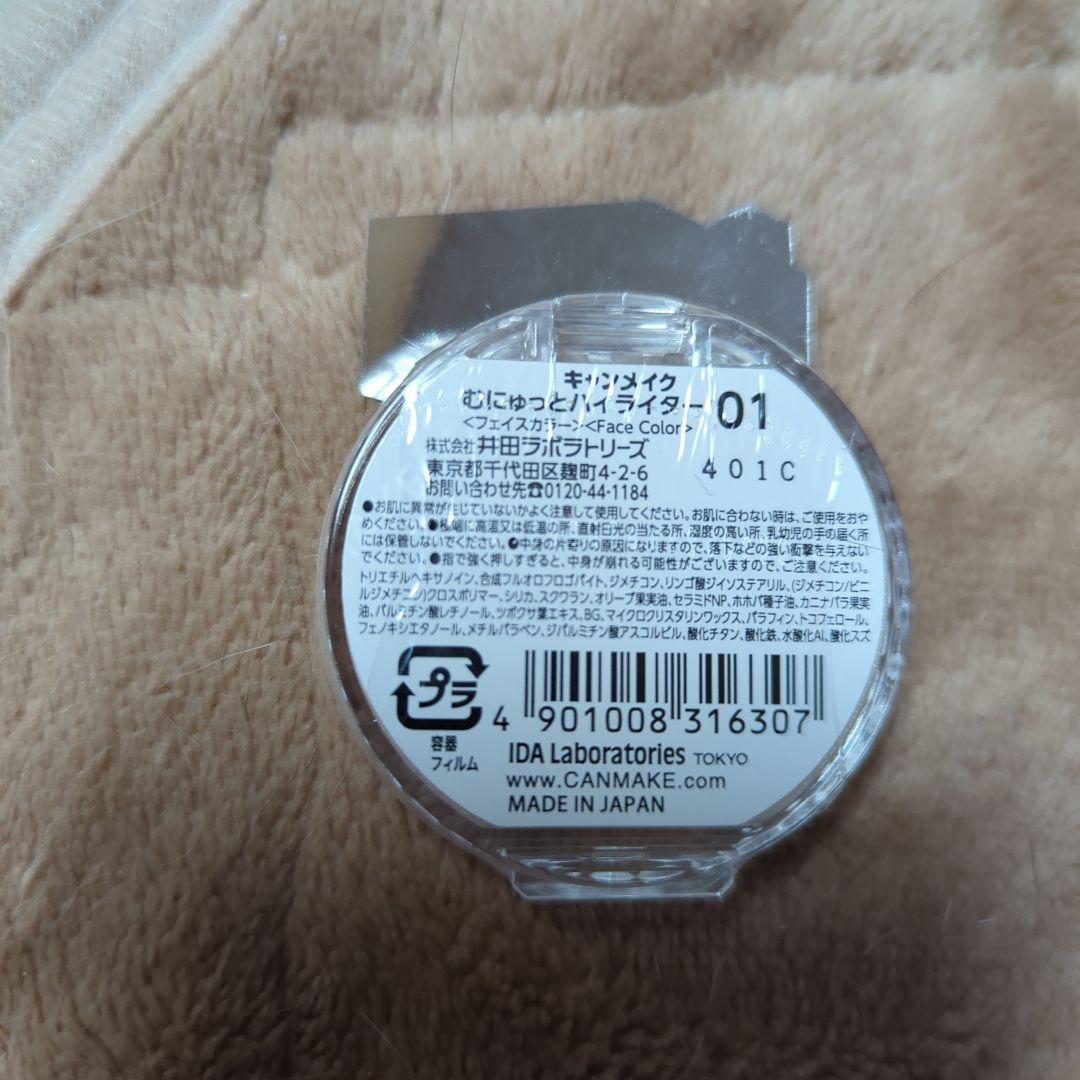 キャンメイク
むにゅっとハイライター 01
<フェイスカラー><Face Color>
株式会社 井田ラボラトリーズ
東京都千代田区麹町4-2-6
401C
お問い合わせ先☎0120-44-1184
●お肌に異常が生じていないかよく注意して使用してください。お肌に合わない時は、ご使用をおや
めください。●極端に高温又は低温の所、直射日光の当たる所、湿度の高い所、乳幼児の手の届く所
には保管しないでください。●中身の片寄りの原因になりますので、落下などの強い衝撃を与えない
でください。●指で強く押しすぎると、中身が崩れる可能性がございますので、ご注意ください。
トリエチルヘキサノイン、合成フルオロフロゴパイト、ジメチコン、リンゴ酸ジイソステアリル、(ジメチコン/ビニ
ルジメチコン)クロスポリマー、シリカ、スクワラン、オリーブ果実油、セラミドNP、ホホバ種子油、カニナバラ果実
油、パルミチン酸レチノール、ツボクサ葉エキス、BG、マイクロクリスタリンワックス、パラフィン、トコフェロール、
フェノキシエタノール、メチルパラベン、ジパルミチン酸アスコルビル、酸化チタン、酸化鉄、水酸化Al、酸化スズ
プラ
容器
フィルム
4 901008 316307
IDA Laboratories TOKYO
www.CANMAKE.com
MADE IN JAPAN